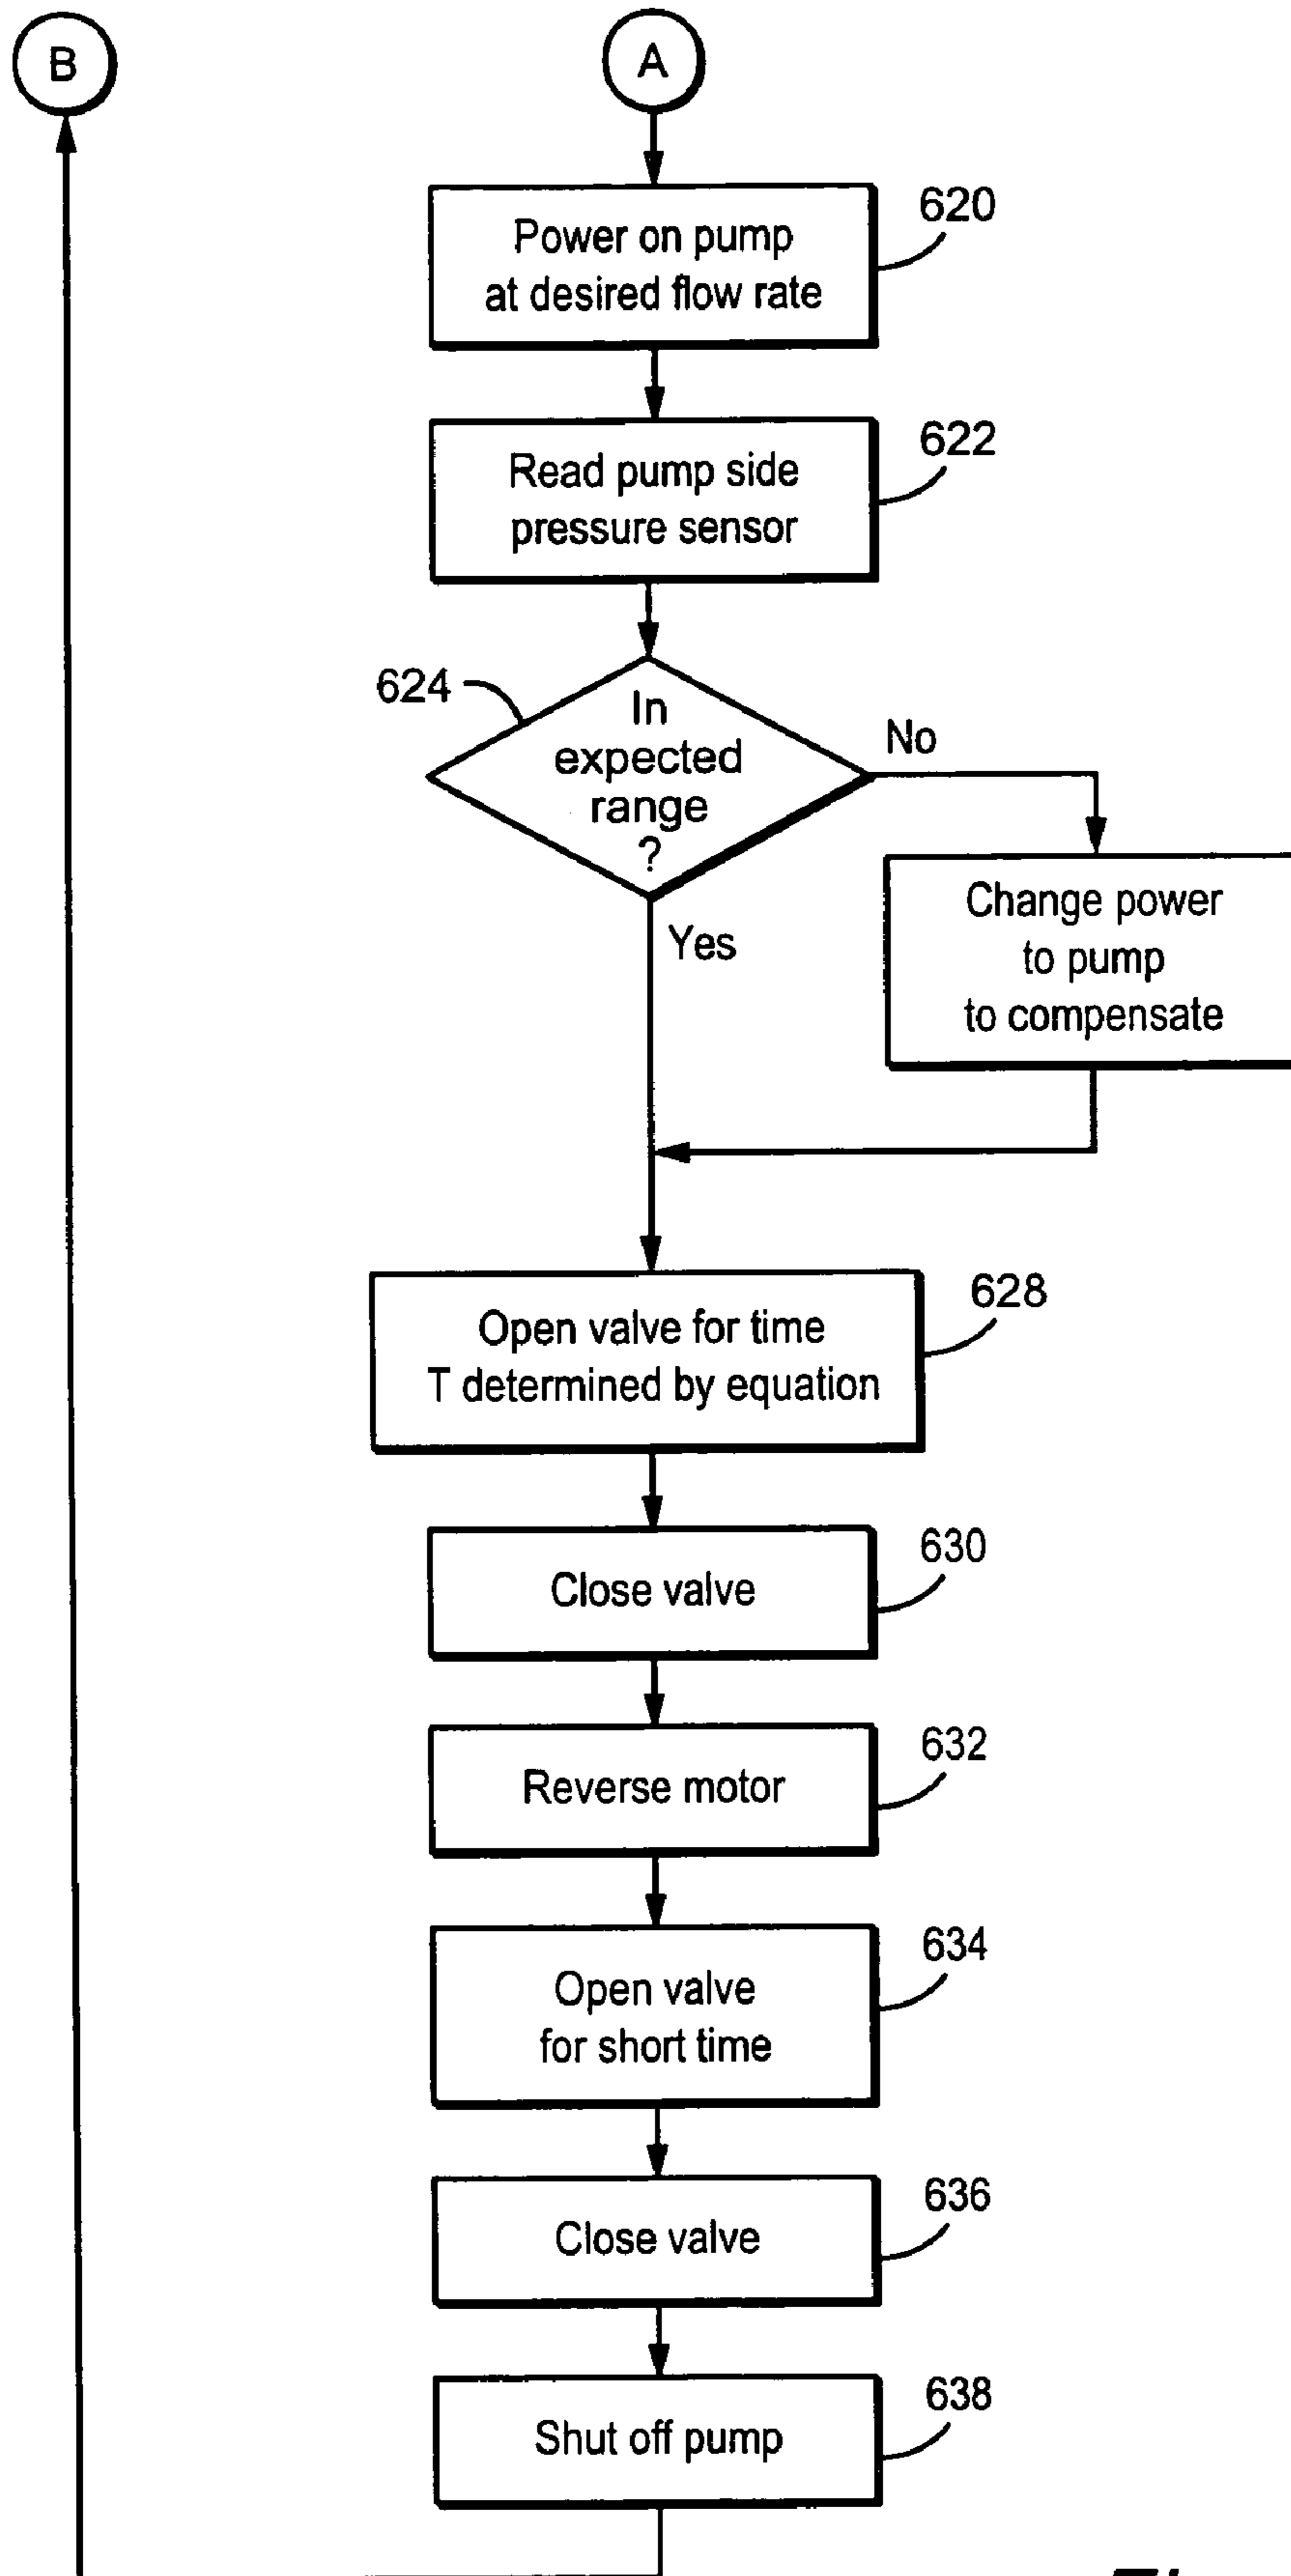 B
A
Power on pump
at desired flow rate
620
Read pump side
pressure sensor
622
624
In
expected
range
?
No
Yes
Change power
to pump
to compensate
Open valve for time
T determined by equation
628
Close valve
630
Reverse motor
632
Open valve
for short time
634
Close valve
636
Shut off pump
638